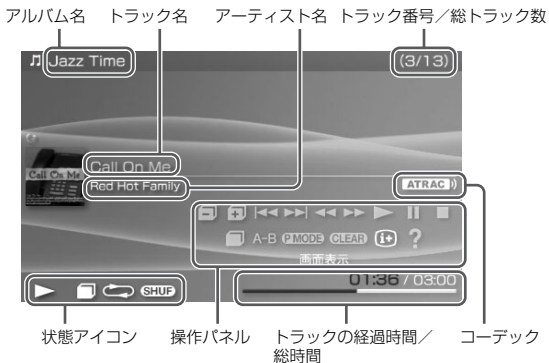 アルバム名 トラック名 アーティスト名 トラック番号／総トラック数
Jazz Time (3/13)
Call On Me
Call On Me
Red Hot Family
ATRAC
A-B P MODE CLEAR i+ ?
画面表示
01:36 / 03:00
SHUF
状態アイコン 操作パネル トラックの経過時間／ コーデック
総時間